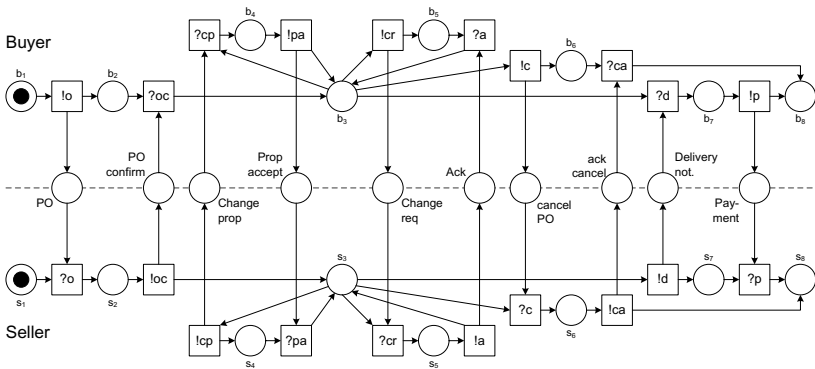 b4 b5
?cp !pa !cr ?a
Buyer
b6
!c ?ca
b1 b2
!o ?oc ?d !p
b3 b7 b8
PO
confirm
Prop
accept
Ack
ack
cancel
Delivery
not.
PO
Change
prop
Change
req
cancel
PO
Pay-
ment
s3 s7 s8
?o !oc !d ?p
s1 s2
?c !ca
s6
Seller
!cp ?pa ?cr !a
s4 s5